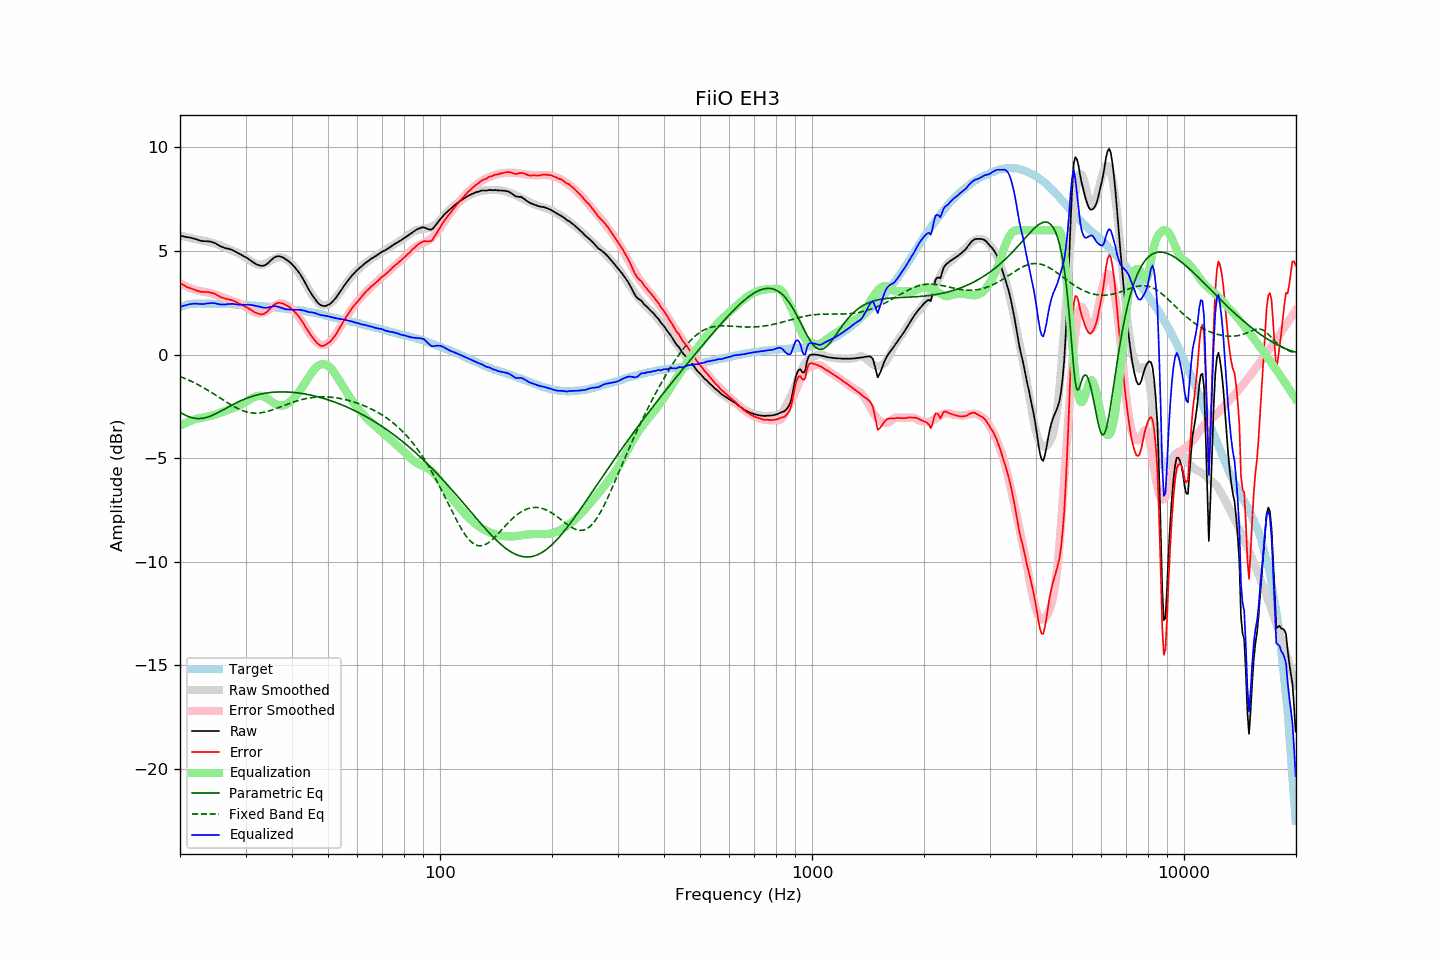 FiiO EH3
Amplitude (dBr)
10
5
0
−5
−10
−15
−20
Target
Raw Smoothed
Error Smoothed
Raw
Error
Equalization
Parametric Eq
Fixed Band Eq
Equalized
100
1000
10000
Frequency (Hz)